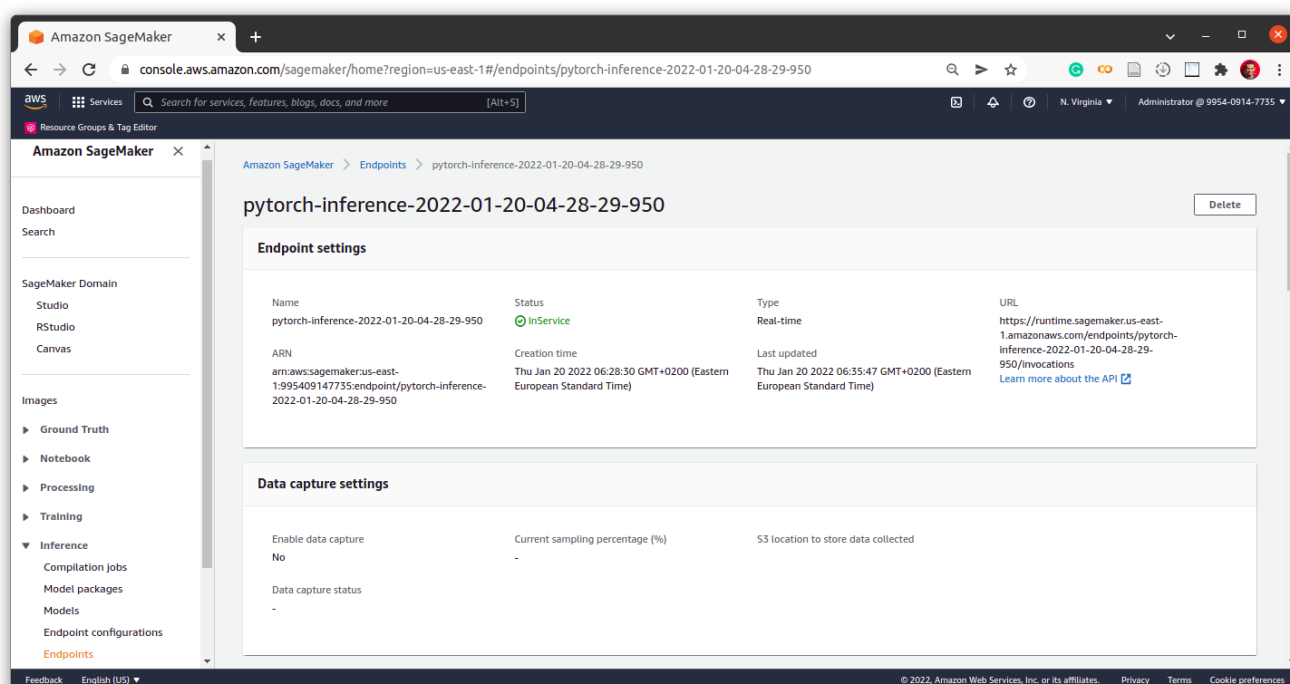 Amazon SageMaker
console.aws.amazon.com/sagemaker/home?region=us-east-1#/endpoints/pytorch-inference-2022-01-20-04-28-29-950
aws Services Search for services, features, blogs, docs, and more [Alt+S] N. Virginia Administrator @ 9954-0914-7735
Resource Groups & Tag Editor
Amazon SageMaker
Dashboard
Search
SageMaker Domain
Studio
RStudio
Canvas
Images
Ground Truth
Notebook
Processing
Training
Inference
Compilation jobs
Model packages
Models
Endpoint configurations
Endpoints
Amazon SageMaker > Endpoints > pytorch-inference-2022-01-20-04-28-29-950
pytorch-inference-2022-01-20-04-28-29-950
Delete
Endpoint settings
Name
pytorch-inference-2022-01-20-04-28-29-950
ARN
arn:aws:sagemaker:us-east-
1:995409147735:endpoint/pytorch-inference-
2022-01-20-04-28-29-950
Status
InService
Creation time
Thu Jan 20 2022 06:28:30 GMT+0200 (Eastern
European Standard Time)
Type
Real-time
Last updated
Thu Jan 20 2022 06:35:47 GMT+0200 (Eastern
European Standard Time)
URL
https://runtime.sagemaker.us-east-
1.amazonaws.com/endpoints/pytorch-
inference-2022-01-20-04-28-29-
950/invocations
Learn more about the API
Data capture settings
Enable data capture
No
Data capture status
-
Current sampling percentage (%)
-
S3 location to store data collected
Feedback English (US) © 2022, Amazon Web Services, Inc. or its affiliates. Privacy Terms Cookie preferences